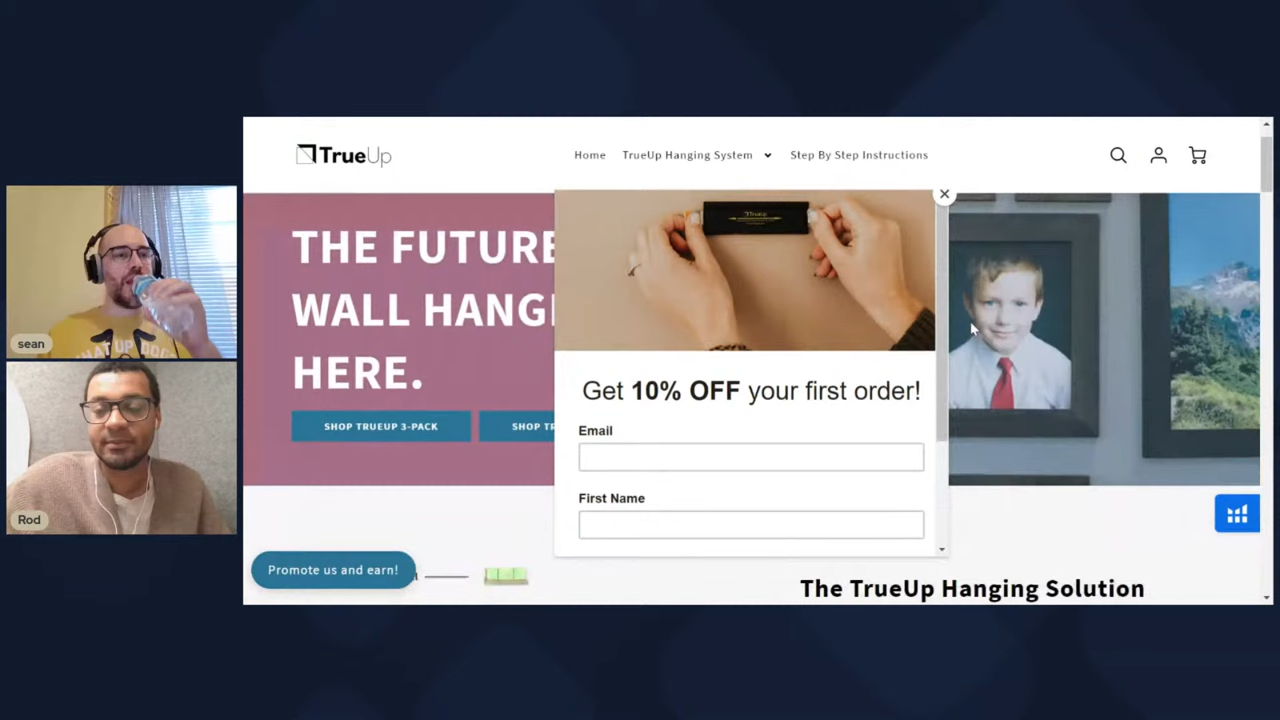 TrueUp
Home
TrueUp Hanging System
Step By Step Instructions
THE FUTURE
WALL HANG
HERE.
SHOP TRUEUP 3-PACK
SHOP TR
Get 10% OFF your first order!
Email
First Name
Promote us and earn!
The TrueUp Hanging Solution
sean
Rod